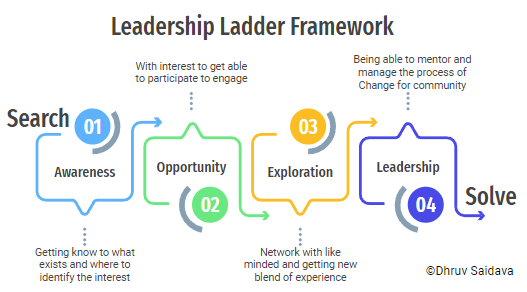 Leadership Ladder Framework
With interest to get able
to participate to engage
Being able to mentor and
manage the process of
Change for community
Search
01
Awareness
Opportunity
02
03
Exploration
Leadership
04
Solve
Getting know to what
exists and where to
identify the interest
Network with like
minded and getting new
blend of experience
©Dhruv Saidava